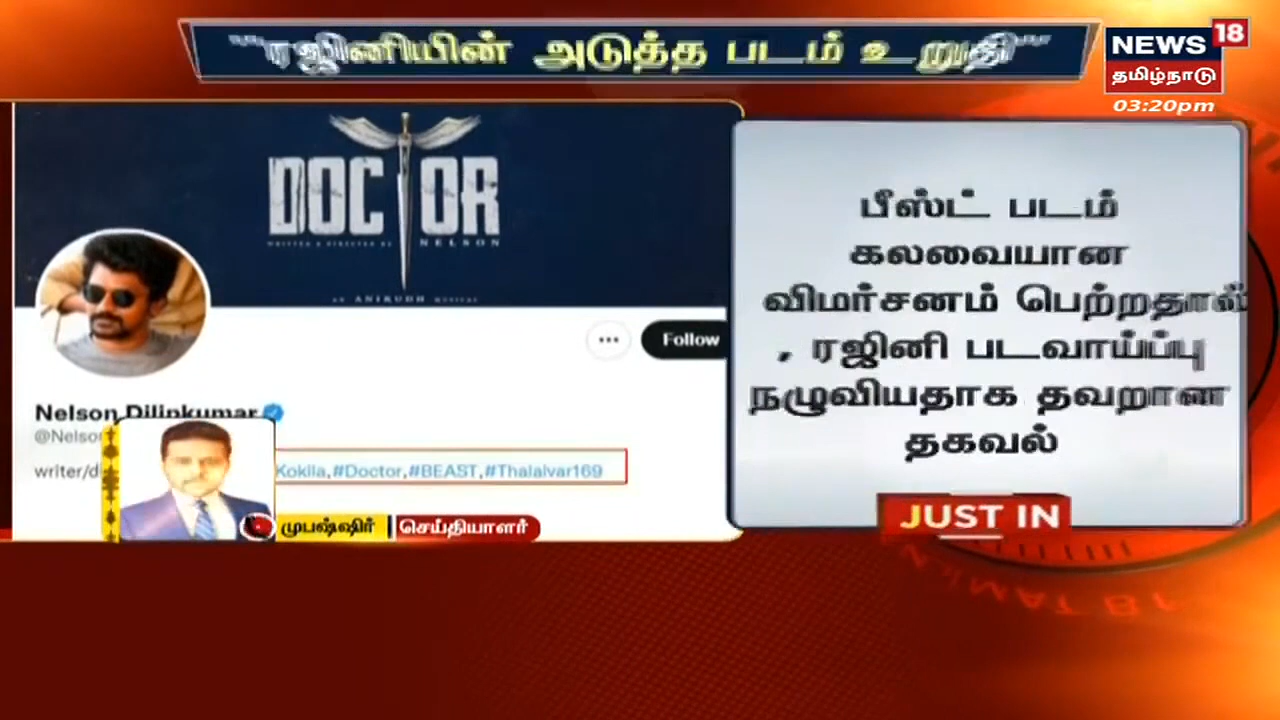 "ரஜினியின் அடுத்த படம் உறுதி"
NEWS 18
தமிழ்நாடு
03:20pm
DOCTOR
WRITTEN & DIRECTED BY NELSON
AN ANIRUDH MUSICAL
Follow
Nelson Dilipkumar
@Nelson
writer/di
Kokila,#Doctor,#BEAST,#Thalaivar169
முபஷ்ஷிர் செய்தியாளர்
பீஸ்ட் படம்
கலவையான
விமர்சனம் பெற்றதால்
, ரஜினி படவாய்ப்பு
நழுவியதாக தவறான
தகவல்
JUST IN